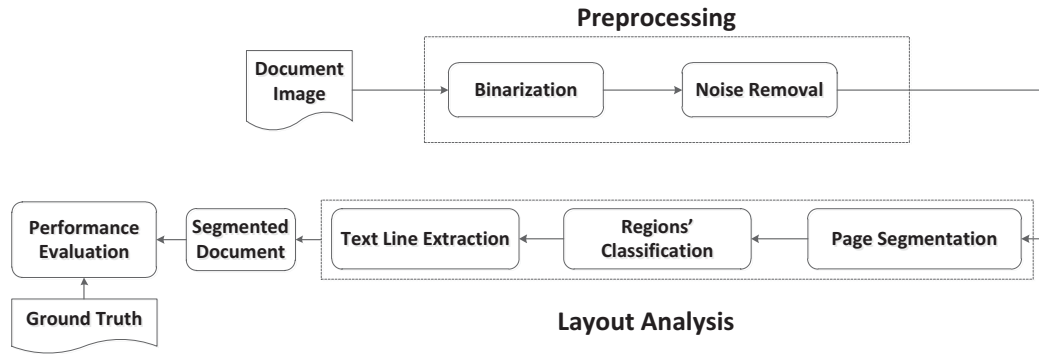 Preprocessing
Document
Image
Binarization
Noise Removal
Page Segmentation
Regions’
Classification
Text Line Extraction
Segmented
Document
Performance
Evaluation
Ground Truth
Layout Analysis